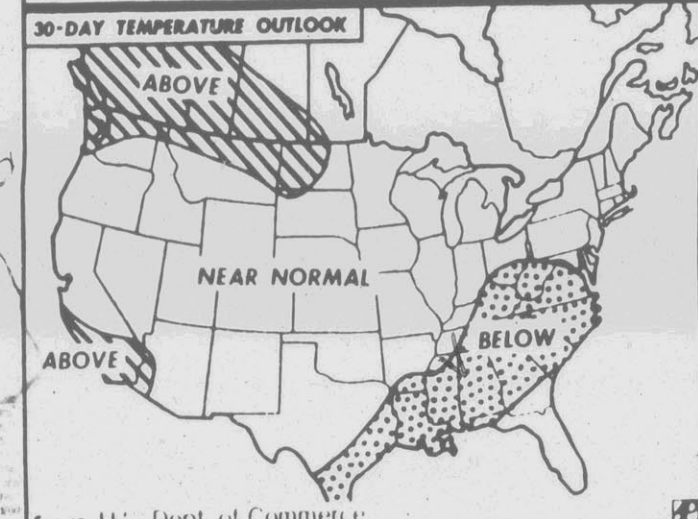 30-DAY TEMPERATURE OUTLOOK
ABOVE
NEAR NORMAL
ABOVE
BELOW
Dept. of Commerce